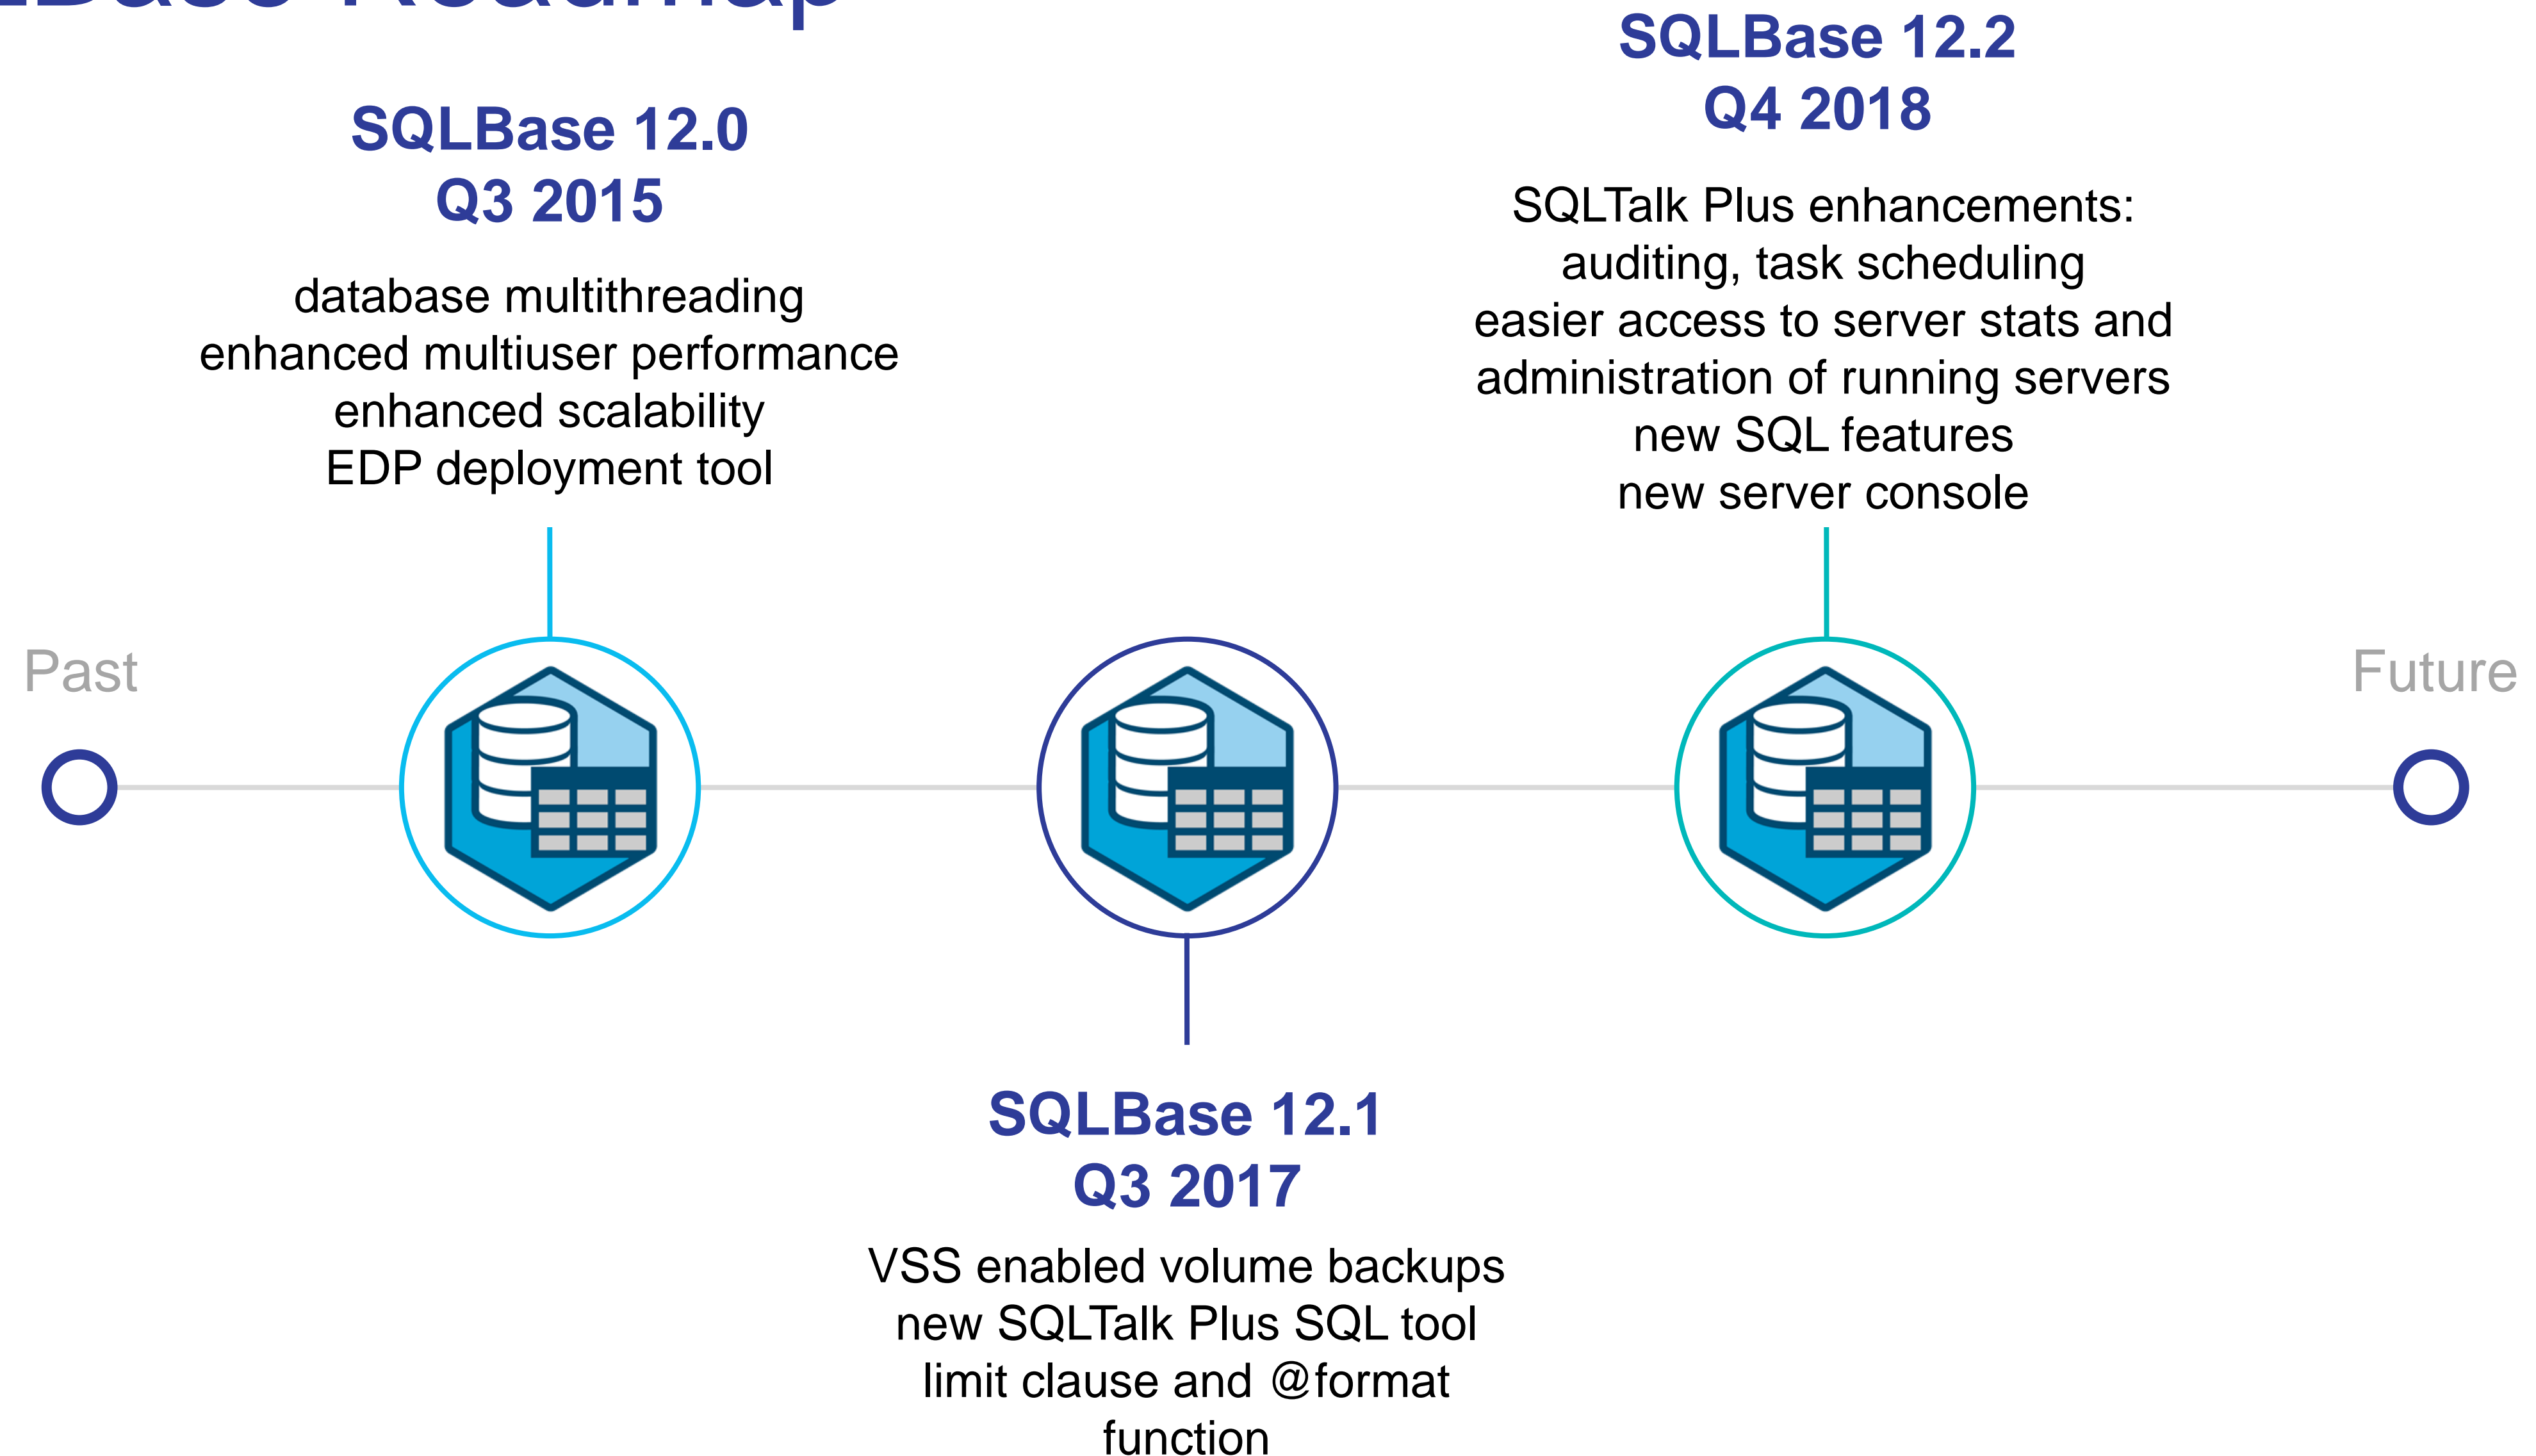 Base Roadmap
SQLBase 12.0
Q3 2015
database multithreading
enhanced multiuser performance
enhanced scalability
EDP deployment tool
SQLBase 12.2
Q4 2018
SQLTalk Plus enhancements:
auditing, task scheduling
easier access to server stats and
administration of running servers
new SQL features
new server console
Past
Future
SQLBase 12.1
Q3 2017
VSS enabled volume backups
new SQLTalk Plus SQL tool
limit clause and @format
function